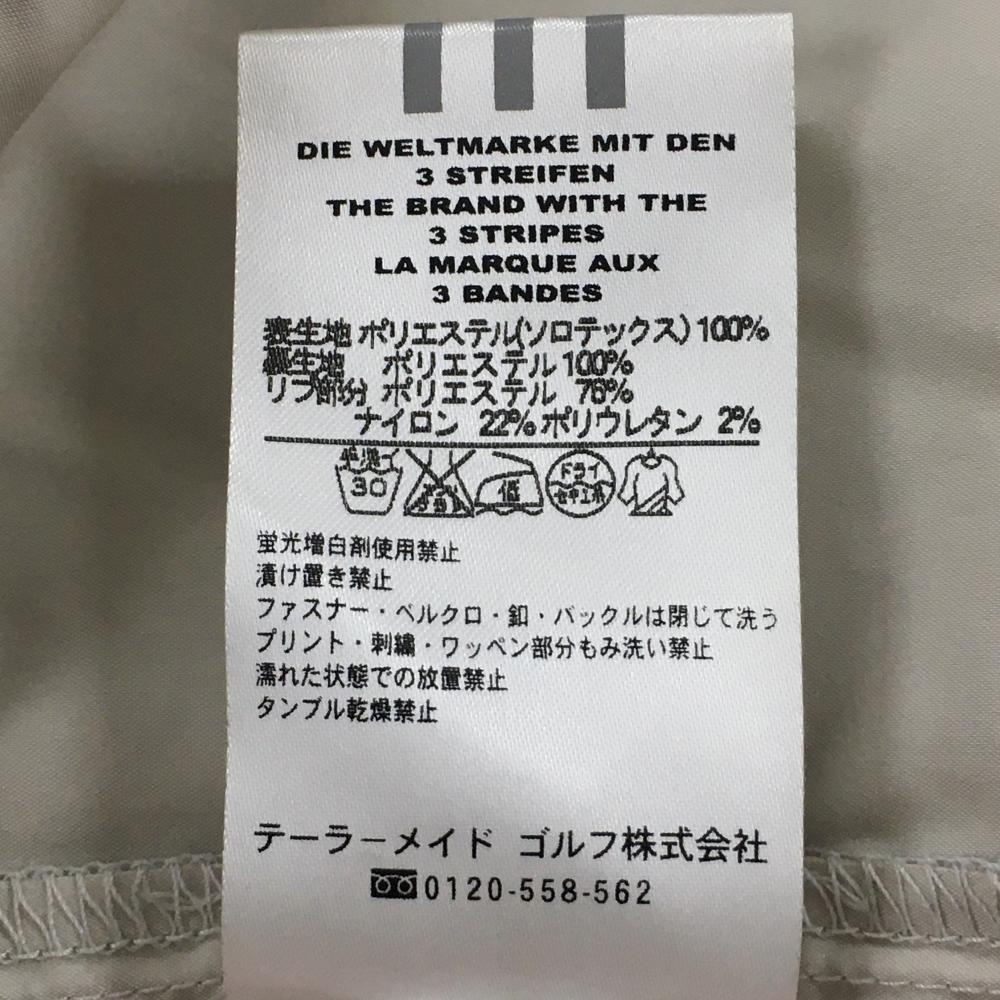 DIE WELTMARKE MIT DEN
3 STREIFEN
THE BRAND WITH THE
3 STRIPES
LA MARQUE AUX
3 BANDES
表生地 ポリエステル(ソロテックス) 100%
裏生地 ポリエステル 100%
リブ部分 ポリエステル 76%
ナイロン 22% ポリウレタン 2%
30 低 ドライ
セキユ系
蛍光増白剤使用禁止
漬け置き禁止
ファスナー・ベルクロ・釦・バックルは閉じて洗う
プリント・刺繍・ワッペン部分もみ洗い禁止
濡れた状態での放置禁止
タンブル乾燥禁止
テーラーメイド ゴルフ株式会社
0120-558-562